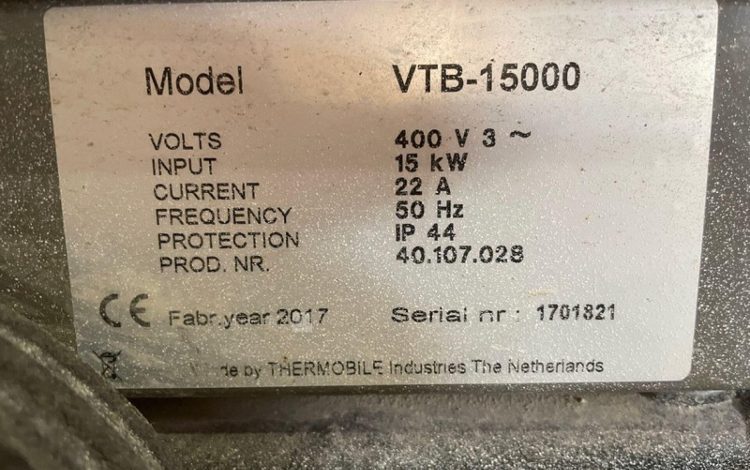 Model VTB-15000
VOLTS 400 V 3 ~
INPUT 15 kW
CURRENT 22 A
FREQUENCY 50 Hz
PROTECTION IP 44
PROD. NR. 40.107.028
CE Fabr.year 2017 Serial nr : 1701821
by THERMOBILE Industries The Netherlands